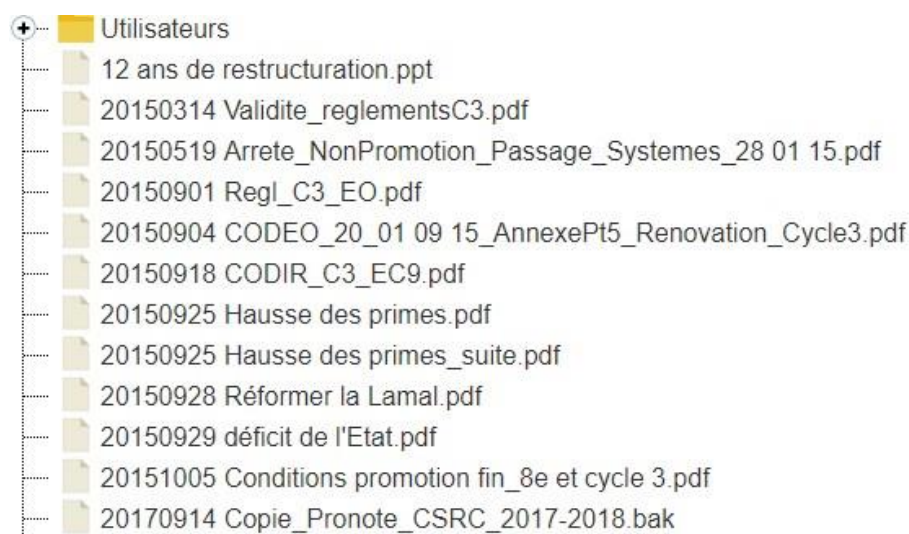 Utilisateurs
12 ans de restructuration.ppt
20150314 Validite_reglementsC3.pdf
20150519 Arrete_NonPromotion_Passage_Systemes_28 01 15.pdf
20150901 Regl_C3_EO.pdf
20150904 CODEO_20_01 09 15_AnnexePt5_Renovation_Cycle3.pdf
20150918 CODIR_C3_EC9.pdf
20150925 Hausse des primes.pdf
20150925 Hausse des primes_suite.pdf
20150928 Réformer la Lamal.pdf
20150929 déficit de l'Etat.pdf
20151005 Conditions promotion fin_8e et cycle 3.pdf
20170914 Copie_Pronote_CSRC_2017-2018.bak